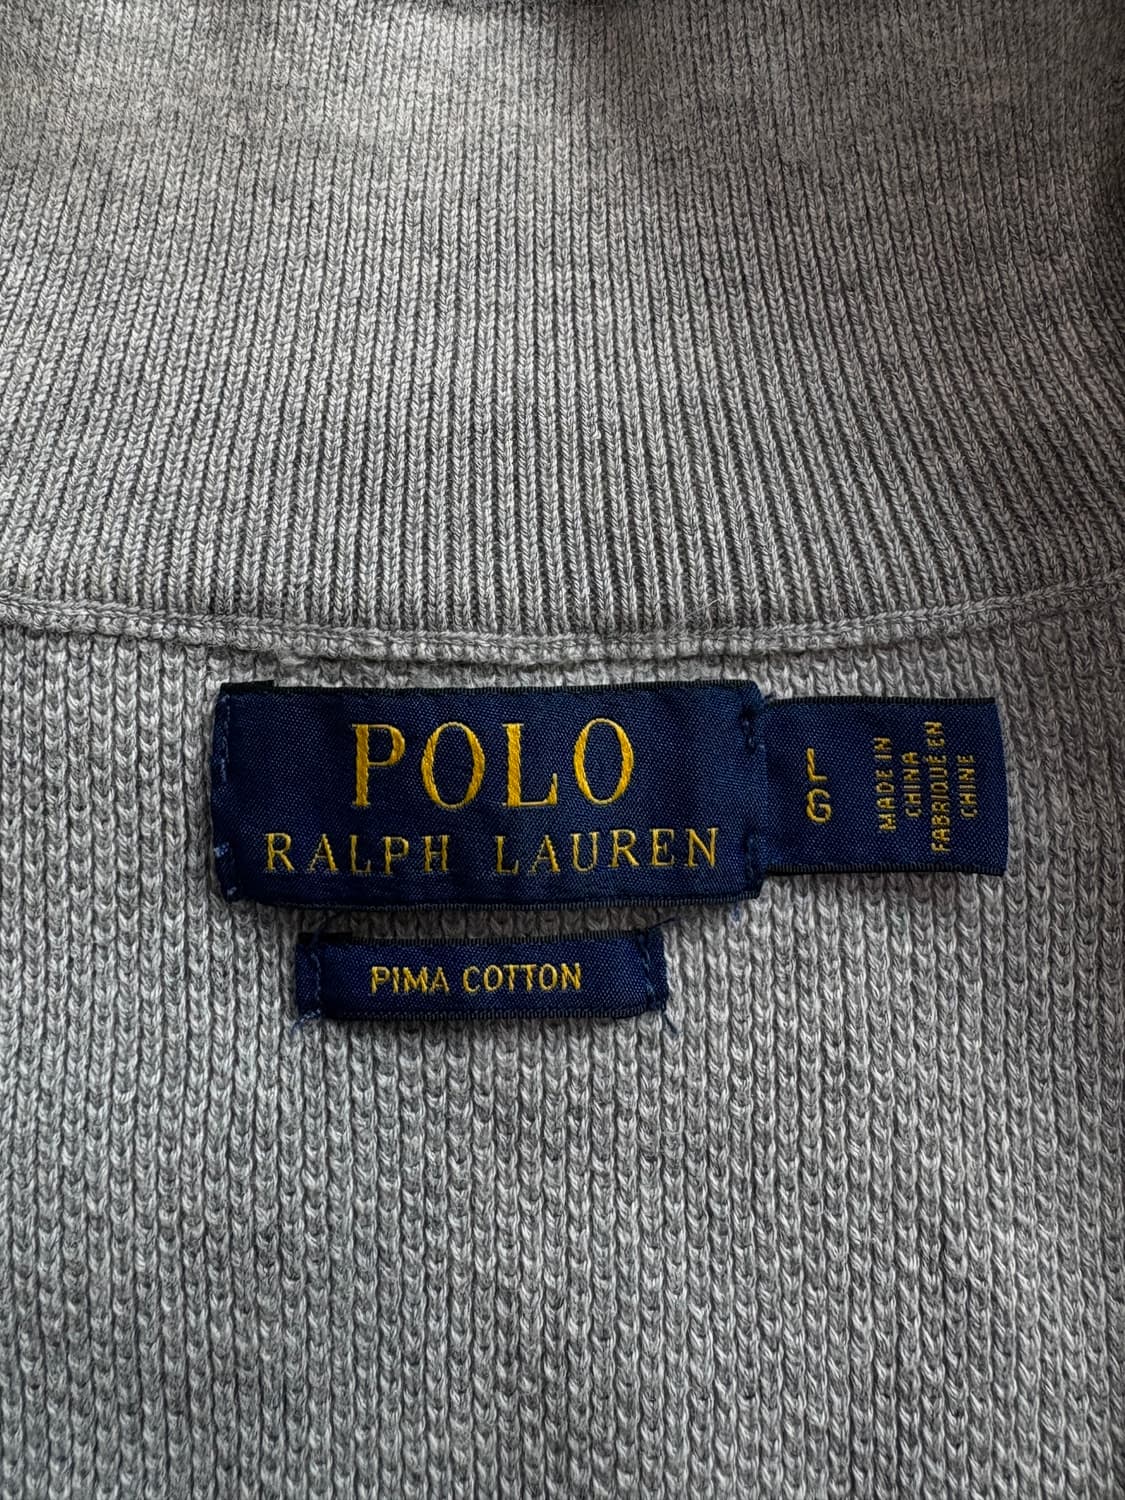 POLO
RALPH LAUREN
L
G
MADE IN
CHINA
FABRIQUÉ EN
CHINE
PIMA COTTON